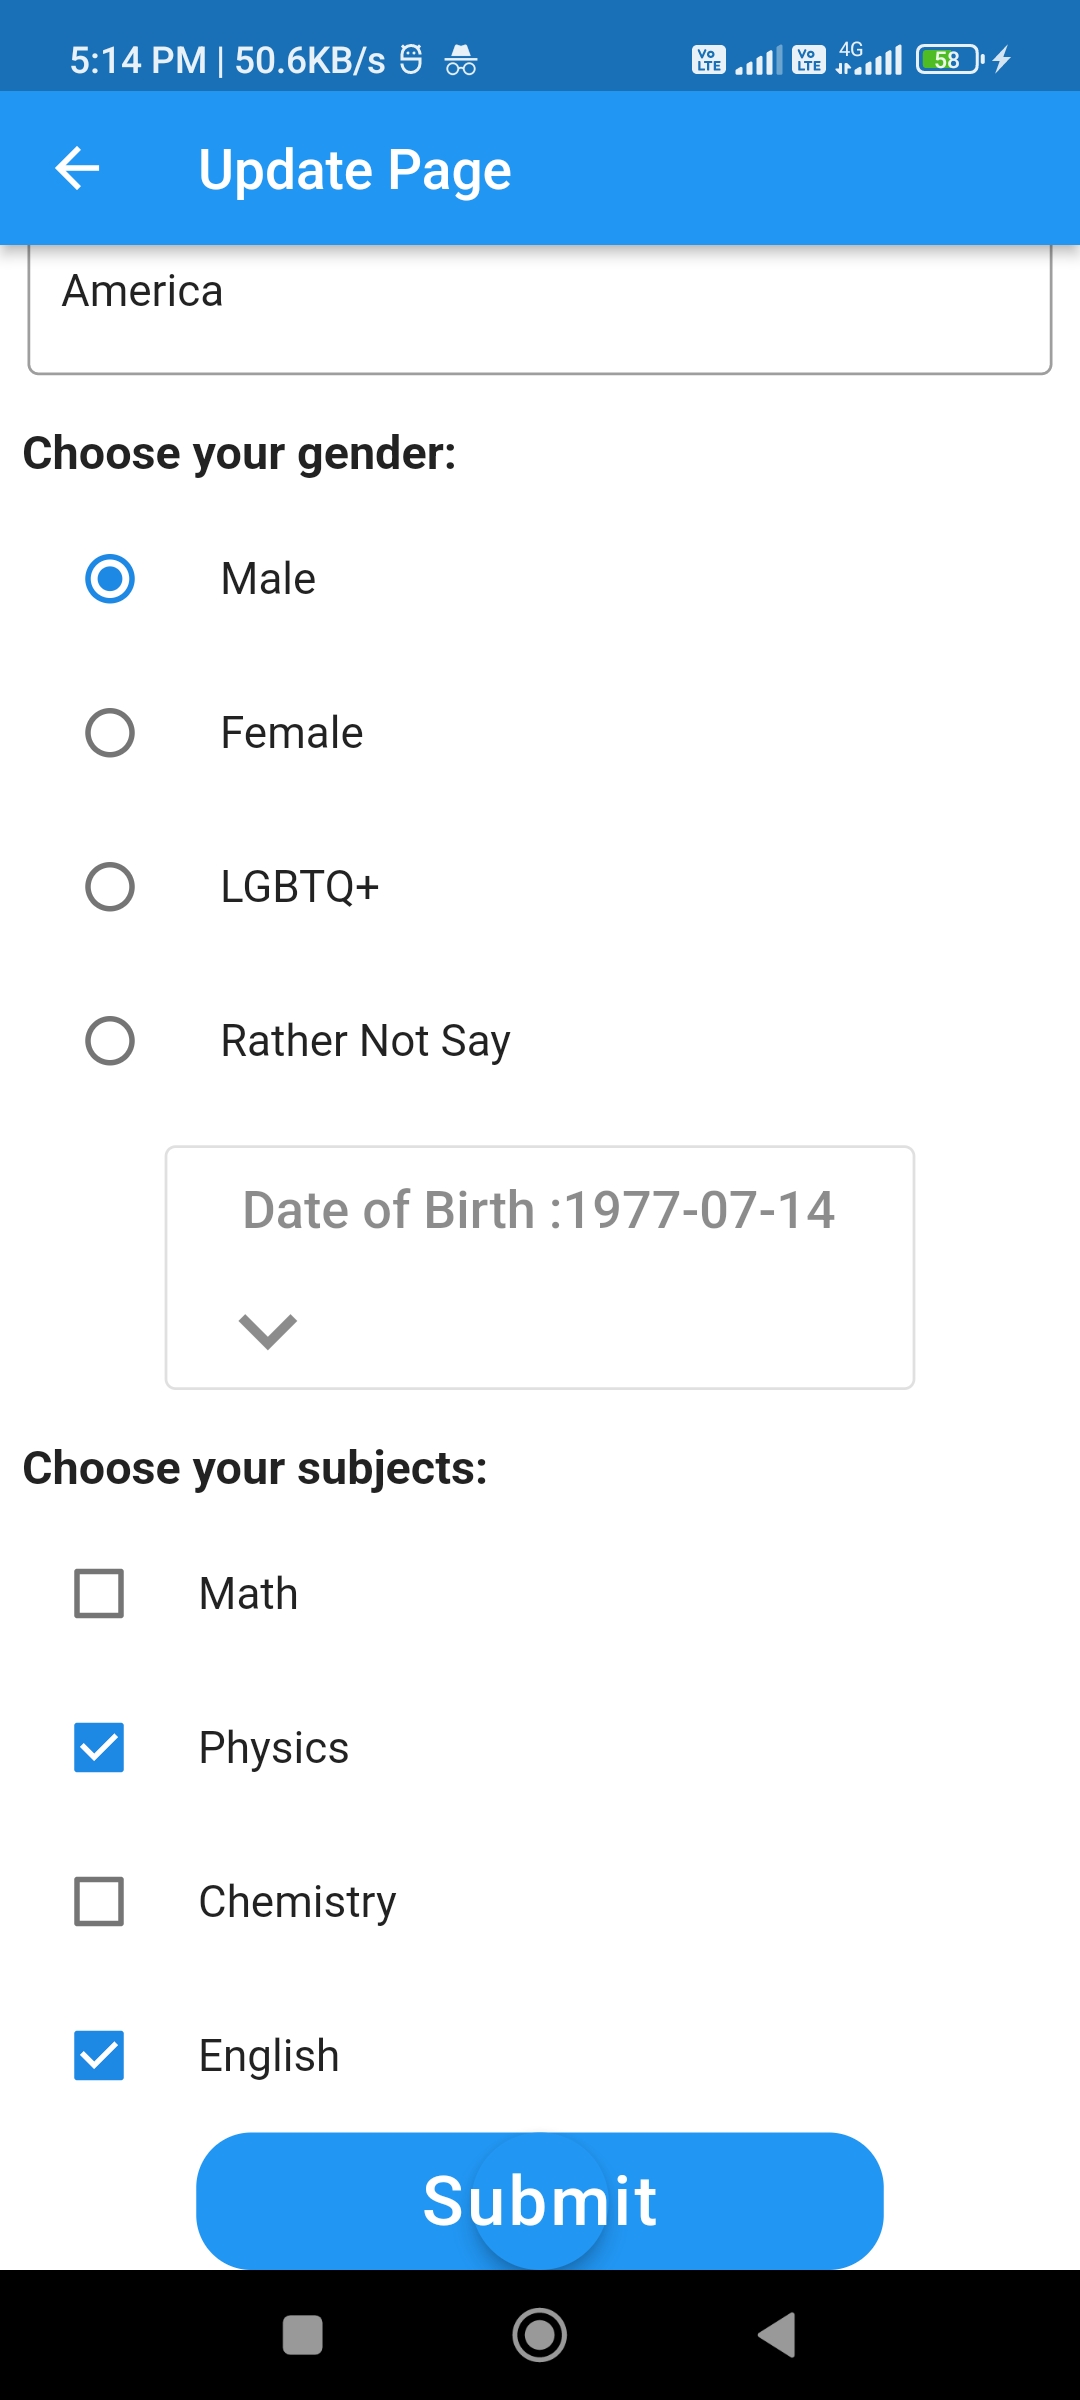 5:14 PM | 50.6KB/s
Vo LTE Vo LTE 4G 58
Update Page
America
Choose your gender:
Male
Female
LGBTQ+
Rather Not Say
Date of Birth :1977-07-14
Choose your subjects:
Math
Physics
Chemistry
English
Submit